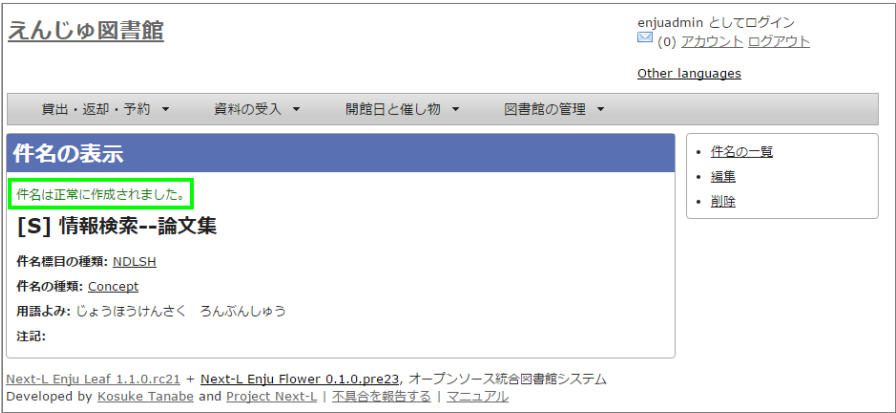 えんじゅ図書館
enjuadmin としてログイン
(0) アカウント ログアウト
Other languages
貸出・返却・予約 ▼ 資料の受入 ▼ 開館日と催し物 ▼ 図書館の管理 ▼
件名の表示
件名は正常に作成されました。
[S] 情報検索--論文集
件名標目の種類: NDLSH
件名の種類: Concept
用語よみ: じょうほうけんさく　ろんぶんしゅう
注記:
• 件名の一覧
• 編集
• 削除
Next-L Enju Leaf 1.1.0.rc21 + Next-L Enju Flower 0.1.0.pre23, オープンソース統合図書館システム
Developed by Kosuke Tanabe and Project Next-L | 不具合を報告する | マニュアル